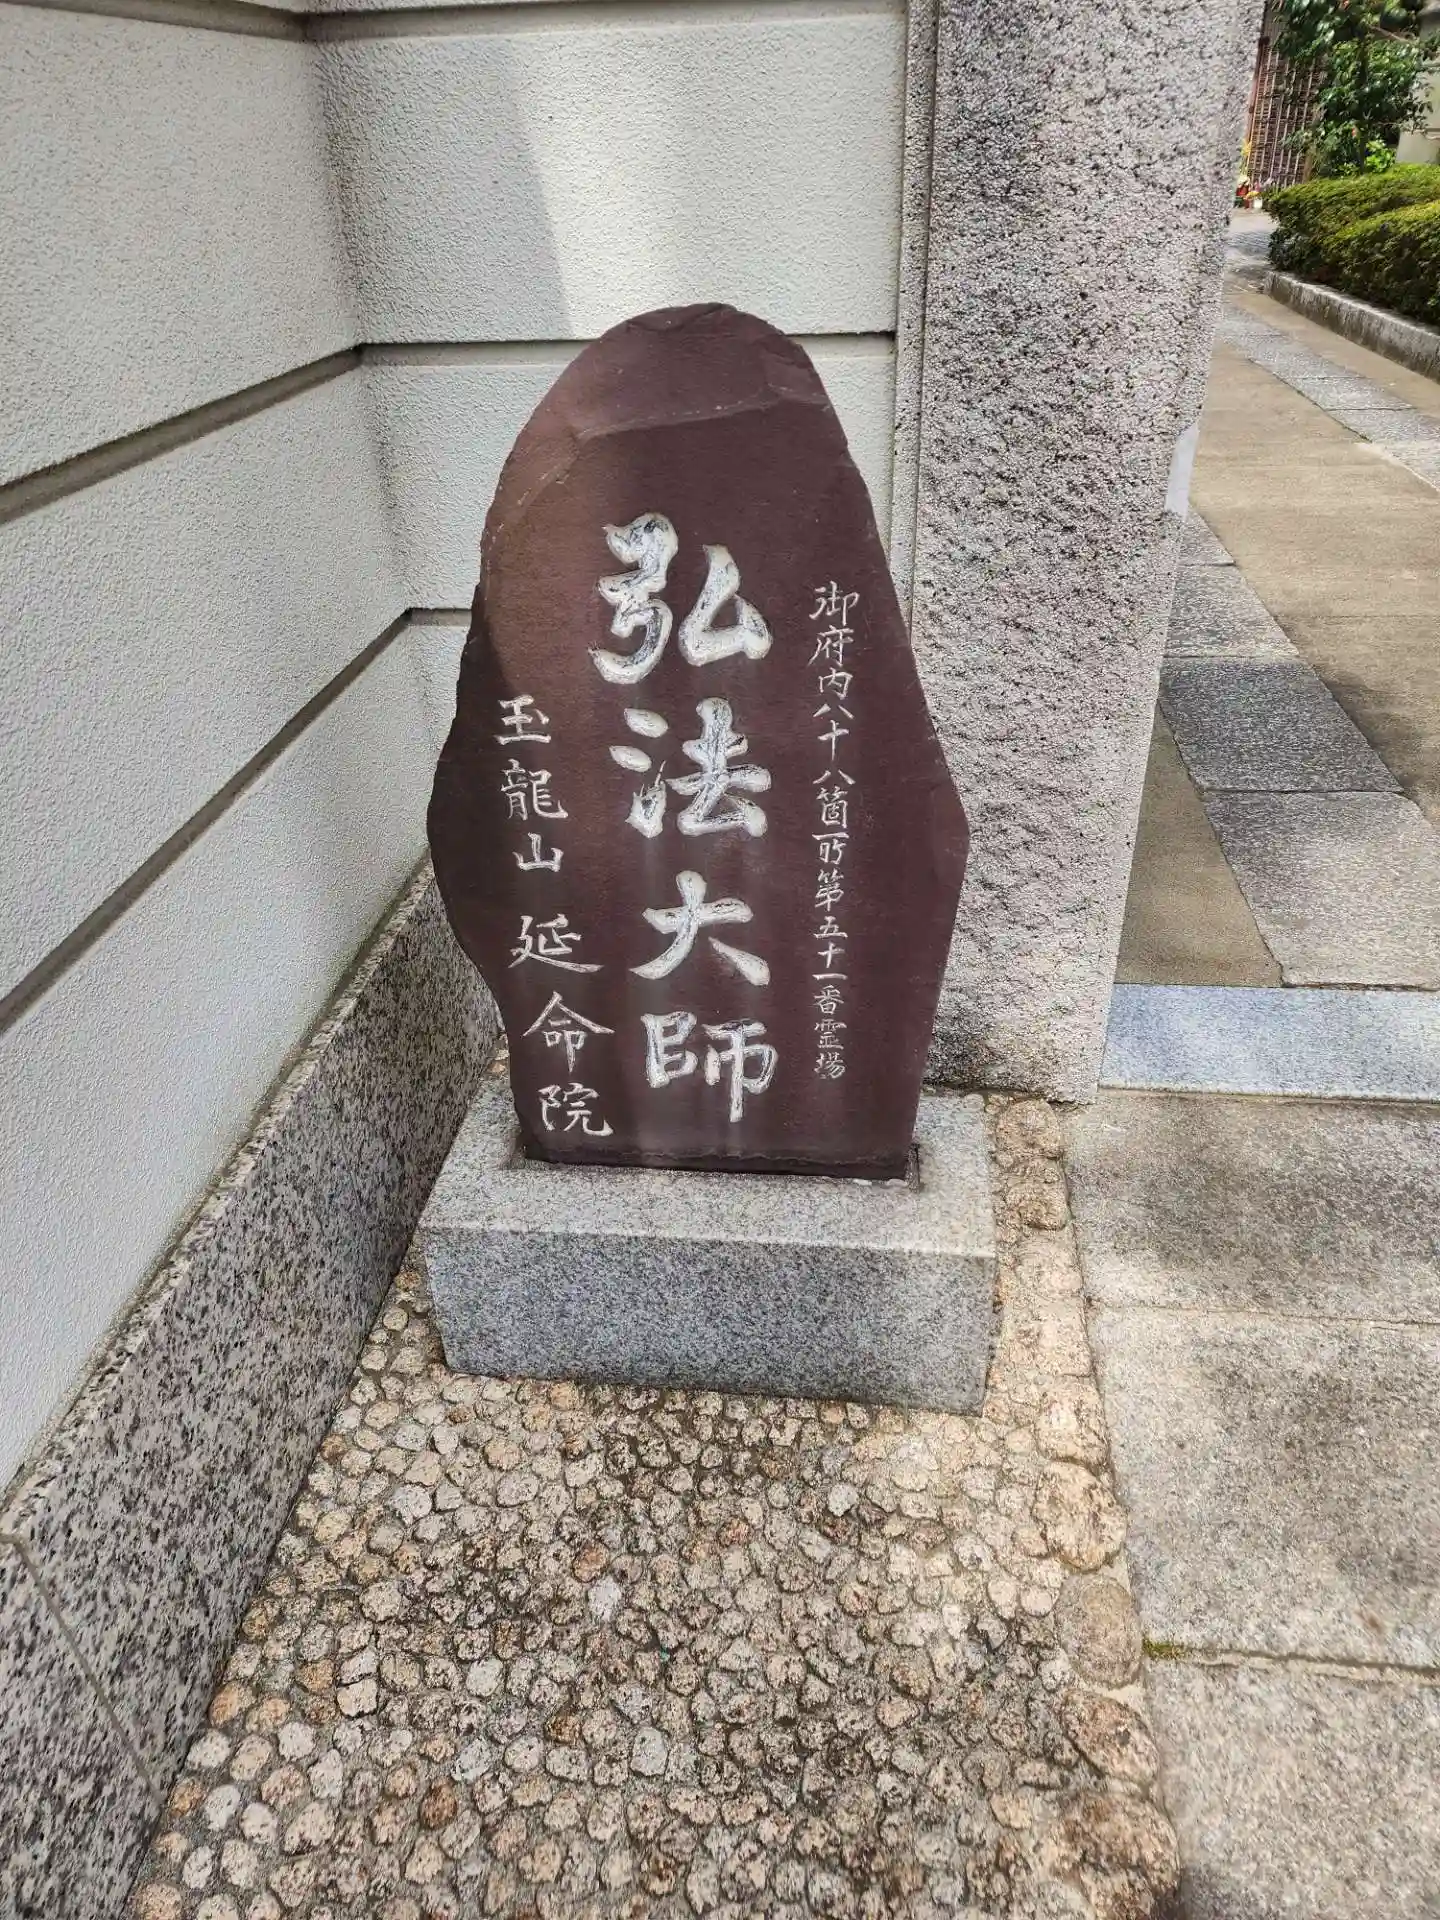 御府内八十八箇所第五十一番霊場
弘法大師
玉龍山 延命院